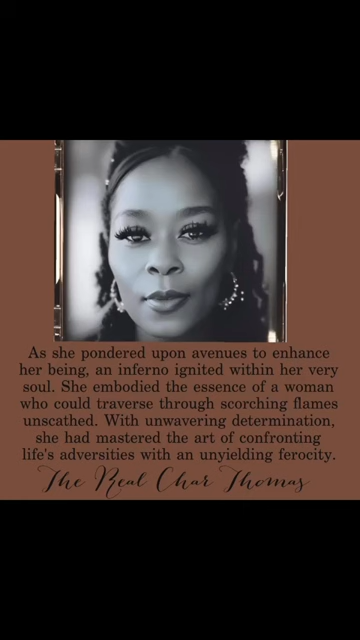 As she pondered upon avenues to enhance
her being, an inferno ignited within her very
soul. She embodied the essence of a woman
who could traverse through scorching flames
unscathed. With unwavering determination,
she had mastered the art of confronting
life's adversities with an unyielding ferocity.
The Real Char Thomas